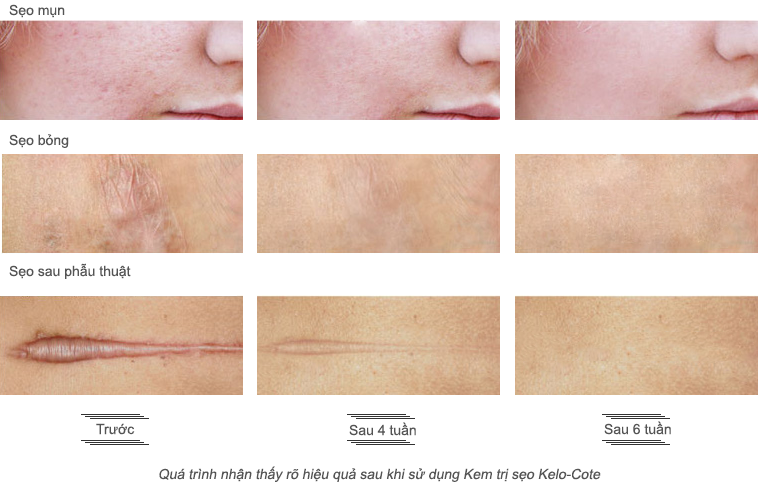 Sẹo mụn
Sẹo bỏng
Sẹo sau phẫu thuật
Trước
Sau 4 tuần
Sau 6 tuần
Quá trình nhận thấy rõ hiệu quả sau khi sử dụng Kem trị sẹo Kelo-Cote